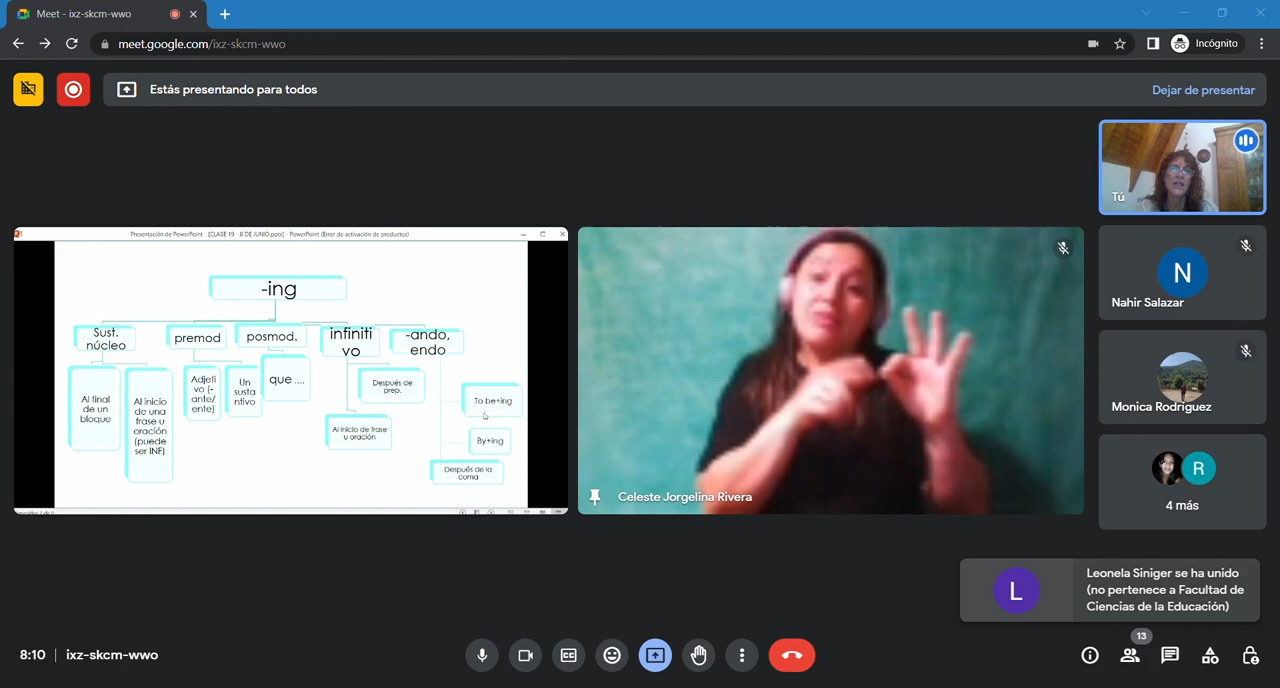 Meet - ixz-skcm-wwo
meet.google.com/ixz-skcm-wwo
Incógnito
Estás presentando para todos
Dejar de presentar
Tú
Presentación de PowerPoint - [CLASE 19 - 8 DE JUNIO.pptx] - PowerPoint (Error de activación de productos)
-ing
Sust.
núcleo
premod
posmod.
infiniti
vo
-ando,
endo
Al final
de un
bloque
Al inicio
de una
frase u
oración
(puede
ser INF)
Adjeti
vo (-
ante/
ente)
Un
susta
ntivo
que ....
Después de
prep.
Al inicio de frase
u oración
To be+ing
By+ing
Después de la
coma
Celeste Jorgelina Rivera
N
Nahir Salazar
Monica Rodriguez
R
4 más
L
Leonela Siniger se ha unido
(no pertenece a Facultad de
Ciencias de la Educación)
8:10
ixz-skcm-wwo
13